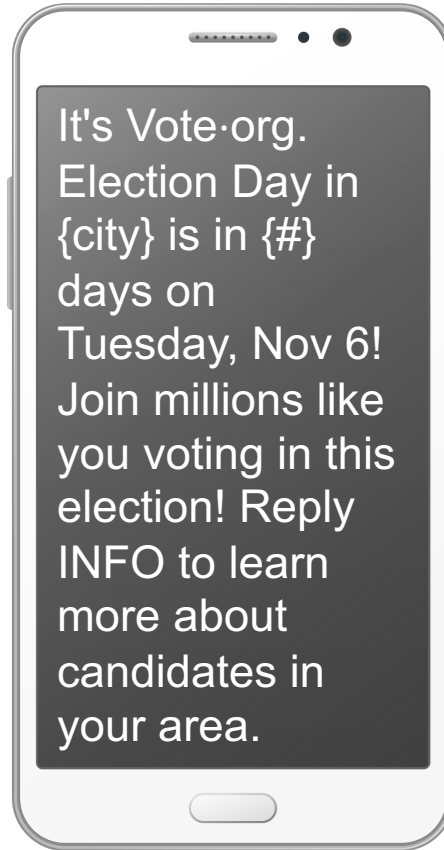 It's Vote·org.
Election Day in
{city} is in {#}
days on
Tuesday, Nov 6!
Join millions like
you voting in this
election! Reply
INFO to learn
more about
candidates in
your area.